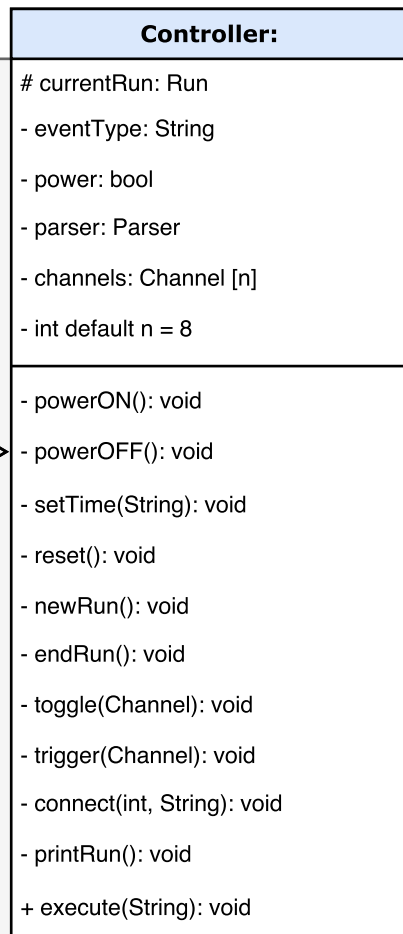 Controller:
# currentRun: Run
- eventType: String
- power: bool
- parser: Parser
- channels: Channel [n]
- int default n = 8
- powerON(): void
- powerOFF(): void
- setTime(String): void
- reset(): void
- newRun(): void
- endRun(): void
- toggle(Channel): void
- trigger(Channel): void
- connect(int, String): void
- printRun(): void
+ execute(String): void